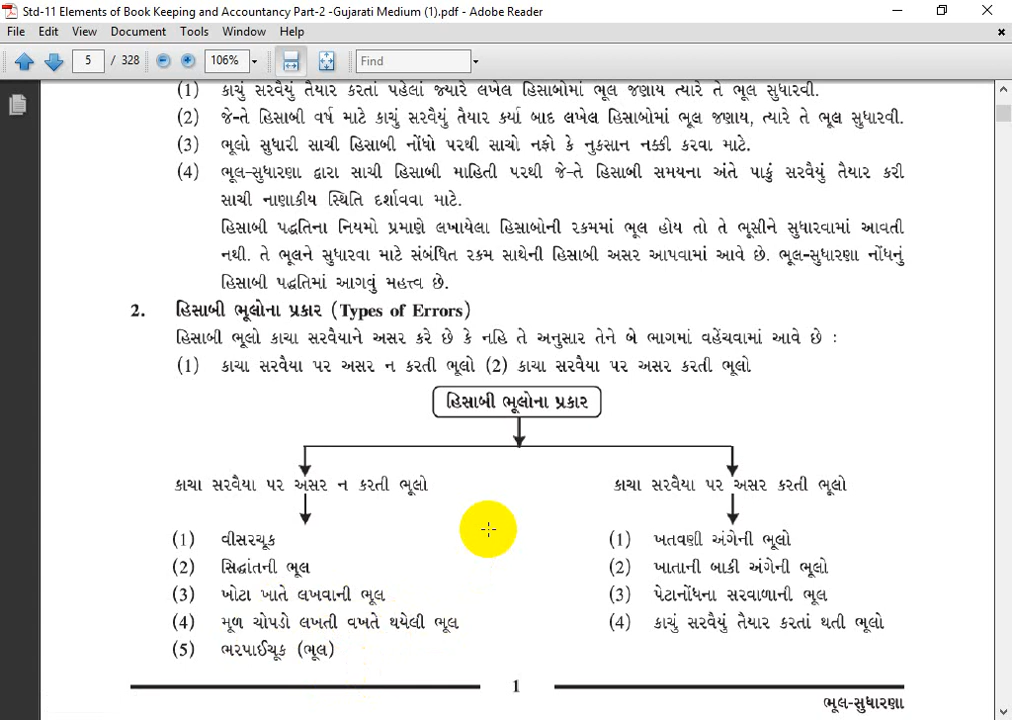 Std-11 Elements of Book Keeping and Accountancy Part-2 -Gujarati Medium (1).pdf - Adobe Reader
File Edit View Document Tools Window Help
5 / 328 106% Find
(1) કાચું સરવૈયું તૈયાર કરતાં પહેલાં જ્યારે લખેલ હિસાબોમાં ભૂલ જણાય ત્યારે તે ભૂલ સુધારવી.
(2) જે-તે હિસાબી વર્ષ માટે કાચું સરવૈયું તૈયાર કર્યા બાદ લખેલ હિસાબોમાં ભૂલ જણાય, ત્યારે તે ભૂલ સુધારવી.
(3) ભૂલો સુધારી સાચી હિસાબી નોંધો પરથી સાચો નફો કે નુકસાન નક્કી કરવા માટે.
(4) ભૂલ-સુધારણા દ્વારા સાચી હિસાબી માહિતી પરથી જે-તે હિસાબી સમયના અંતે પાકું સરવૈયું તૈયાર કરી
સાચી નાણાકીય સ્થિતિ દર્શાવવા માટે.
હિસાબી પદ્ધતિના નિયમો પ્રમાણે લખાયેલા હિસાબોની રકમમાં ભૂલ હોય તો તે ભૂસીને સુધારવામાં આવતી
નથી. તે ભૂલને સુધારવા માટે સંબંધિત રકમ સાથેની હિસાબી અસર આપવામાં આવે છે. ભૂલ-સુધારણા નોંધનું
હિસાબી પદ્ધતિમાં આગવું મહત્ત્વ છે.
2. હિસાબી ભૂલોના પ્રકાર (Types of Errors)
હિસાબી ભૂલો કાચા સરવૈયાને અસર કરે છે કે નહિ તે અનુસાર તેને બે ભાગમાં વહેંચવામાં આવે છે :
(1) કાચા સરવૈયા પર અસર ન કરતી ભૂલો (2) કાચા સરવૈયા પર અસર કરતી ભૂલો
હિસાબી ભૂલોના પ્રકાર
કાચા સરવૈયા પર અસર ન કરતી ભૂલો
(1) વીસરચૂક
(2) સિદ્ધાંતની ભૂલ
(3) ખોટા ખાતે લખવાની ભૂલ
(4) મૂળ ચોપડો લખતી વખતે થયેલી ભૂલ
(5) ભરપાઈચૂક (ભૂલ)
કાચા સરવૈયા પર અસર કરતી ભૂલો
(1) ખતવણી અંગેની ભૂલો
(2) ખાતાની બાકી અંગેની ભૂલો
(3) પેટાનોંધના સરવાળાની ભૂલ
(4) કાચું સરવૈયું તૈયાર કરતાં થતી ભૂલો
1
ભૂલ-સુધારણા